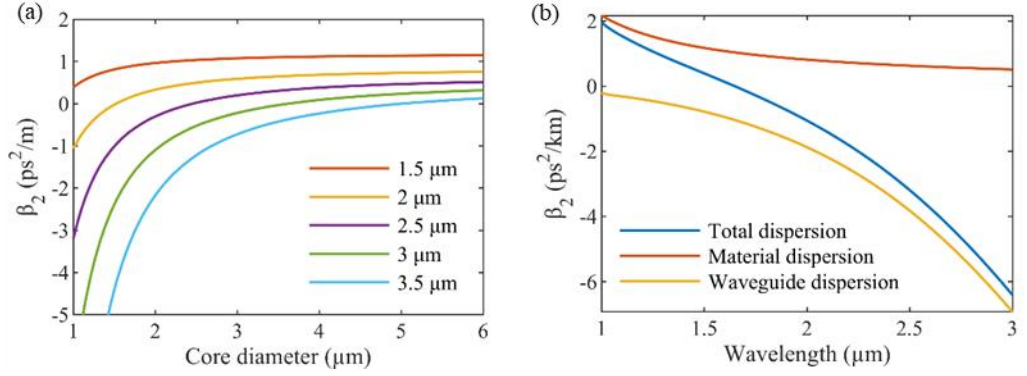 (a)
2
1
0
-1
-2
-3
-4
-5
β2 (ps²/m)
1.5 μm
2 μm
2.5 μm
3 μm
3.5 μm
1 2 3 4 5 6
Core diameter (μm)
(b)
2
0
-2
-4
-6
β2 (ps²/km)
Total dispersion
Material dispersion
Waveguide dispersion
1 1.5 2 2.5 3
Wavelength (μm)